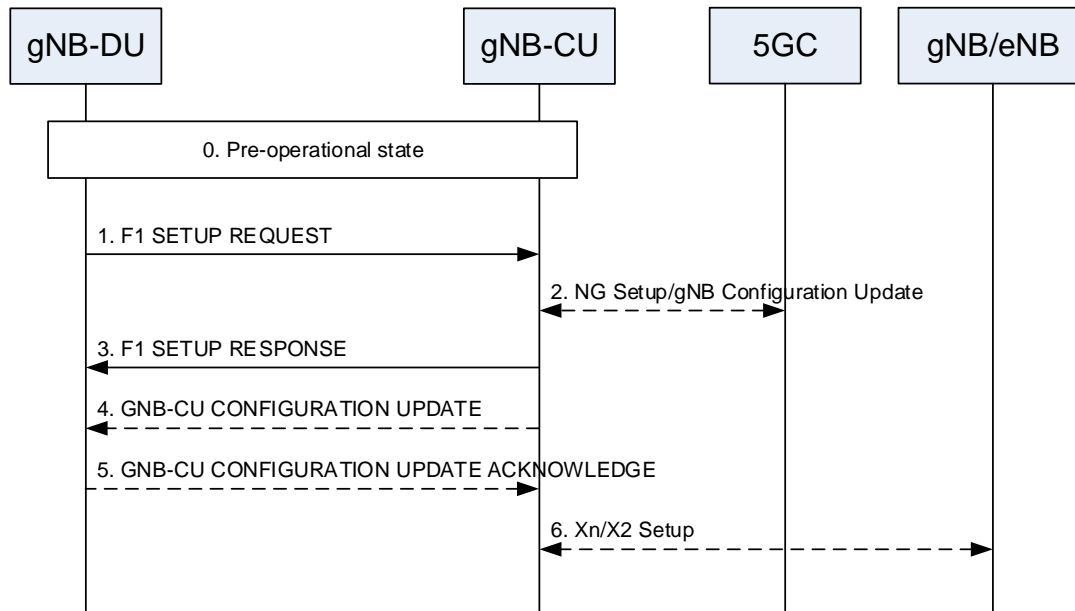 gNB-DU
gNB-CU
5GC
gNB/eNB
0. Pre-operational state
1. F1 SETUP REQUEST
2. NG Setup/gNB Configuration Update
3. F1 SETUP RESPONSE
4. GNB-CU CONFIGURATION UPDATE
5. GNB-CU CONFIGURATION UPDATE ACKNOWLEDGE
6. Xn/X2 Setup